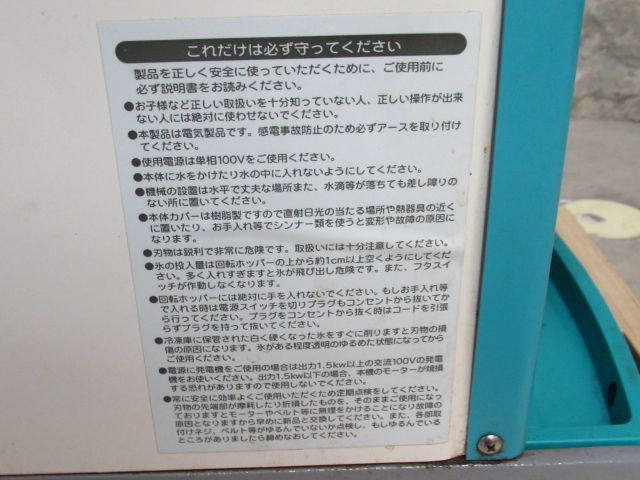 これだけは必ず守ってください
製品を正しく安全に使っていただくために、ご使用前に
必ず説明書をお読みください。
●お子様など正しい取扱いを十分知っていない人、正しい操作が出来
ない人には絶対に使わせないでください。
●本製品は電気製品です。感電事故防止のため必ずアースを取り付け
てください。
●使用電源は単相100Vをご使用ください。
●本体に水をかけたり水の中に入れないようにしてください。
●機械の設置は水平で丈夫な場所また、水滴等が落ちても差し障りの
ない所に置いてください。
●本体カバーは樹脂製ですので直射日光の当たる場所や熱器具の近く
に置いたり、お手入れ等でシンナー類を使うと変形や故障の原因に
なります。
●刃物は鋭利で非常に危険です。取扱いには十分注意してください。
●氷の投入量は回転ホッパーの上から約1cm以上空くようにしてくだ
さい。多く入れすぎますと氷が飛び出し危険です。また、フタスイ
ッチが作動しなくなります。
●回転ホッパーには絶対に手を入れないでください。もしお手入れ等
で入れる時は電源スイッチを切りプラグもコンセントから抜いてか
ら行ってください。プラグをコンセントから抜く時はコードを引張
らずプラグを持って抜いてください。
●冷凍庫に保管された白く硬くなった氷をすぐに削りますと刃物の損
傷の原因になります。氷がある程度透明のゆるめた状態になってから
ご使用ください。
●電源に発電機をご使用の場合は出力1.5kw以上の交流100Vの発電
機をお使いください。出力1.5kw以下の場合、本機のモーターが焼損
する恐れがありますので使用しないでください。
●常に安全に効率よくご使用いただくため定期点検をしてください。
刃物の先端部が摩耗したり折損したものを、そのままご使用になっ
ておりますとモーターやベルト等に無理をかけることになり故障の
原因となりますから早めに新品と交換してください。また、各部取
付けネジ、ベルト等がゆるんでいないか点検し、もしゆるんでいる
ところがありましたら締めなおしてください。